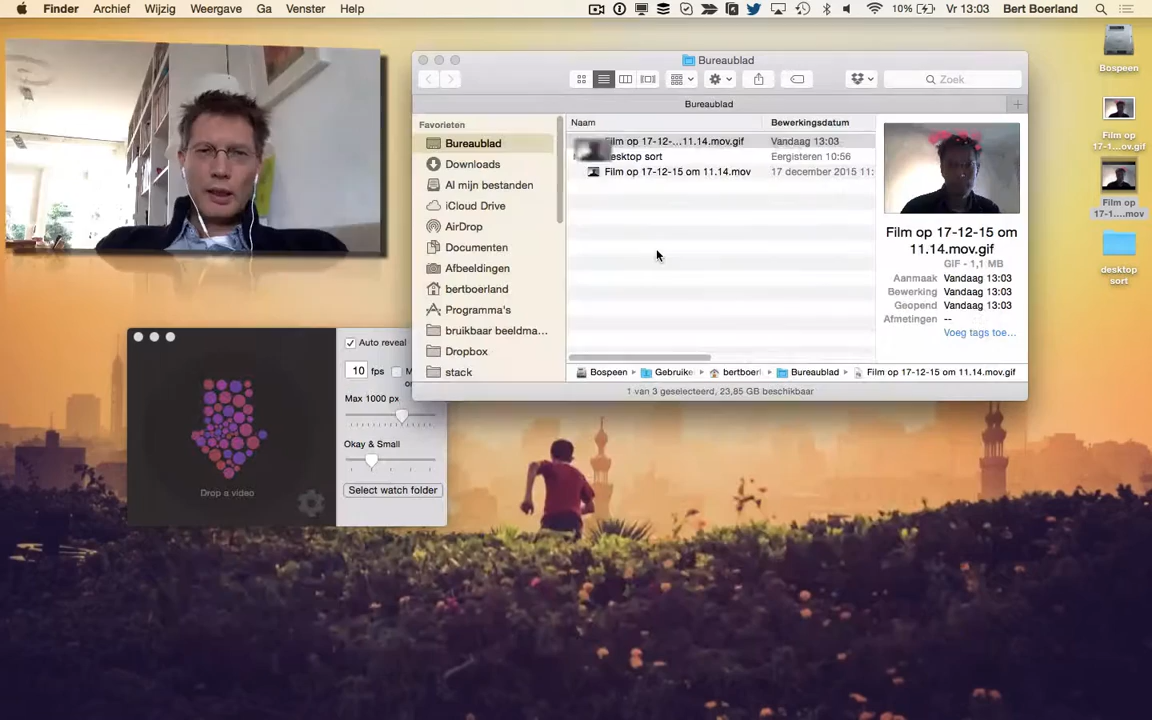 Finder Archief Wijzig Weergave Ga Venster Help 10% Vr 13:03 Bert Boerland
Bureaublad
Zoek
Bureaublad
Favorieten
Bureaublad
Downloads
Al mijn bestanden
iCloud Drive
AirDrop
Documenten
Afbeeldingen
bertboerland
Programma's
bruikbaar beeldma...
Dropbox
stack
Naam Bewerkingsdatum
Film op 17-12-...11.14.mov.gif Vandaag 13:03
desktop sort Eergisteren 10:56
Film op 17-12-15 om 11.14.mov 17 december 2015 11:
Film op 17-12-15 om
11.14.mov.gif
GIF - 1,1 MB
Aanmaak Vandaag 13:03
Bewerking Vandaag 13:03
Geopend Vandaag 13:03
Afmetingen --
Voeg tags toe...
Bospeen Gebruike bertboerl Bureaublad Film op 17-12-15 om 11.14.mov.gif
1 van 3 geselecteerd, 23,85 GB beschikbaar
Bospeen
Film op
17-1...ov.gif
Film op
17-1....mov
desktop
sort
Drop a video
Auto reveal
10 fps
Max 1000 px
Okay & Small
Select watch folder